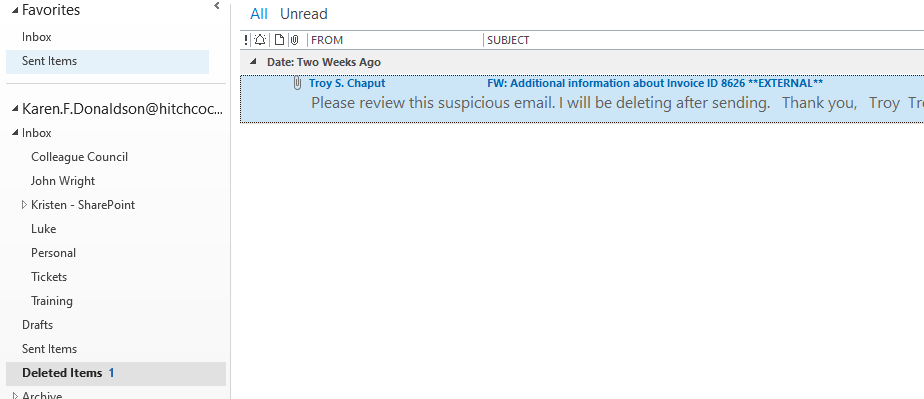 Favorites
Inbox
Sent Items
Karen.F.Donaldson@hitchcoc...
Inbox
Colleague Council
John Wright
Kristen - SharePoint
Luke
Personal
Tickets
Training
Drafts
Sent Items
Deleted Items 1
Archive
All Unread
! FROM SUBJECT
Date: Two Weeks Ago
Troy S. Chaput FW: Additional information about Invoice ID 8626 **EXTERNAL**
Please review this suspicious email. I will be deleting after sending. Thank you, Troy